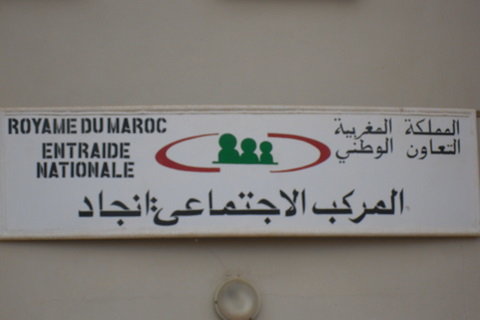 ROYAME DU MAROC
ENTRAIDE
NATIONALE
المملكة المغربية
التعاون الوطني
المركب الاجتماعي: انجاد